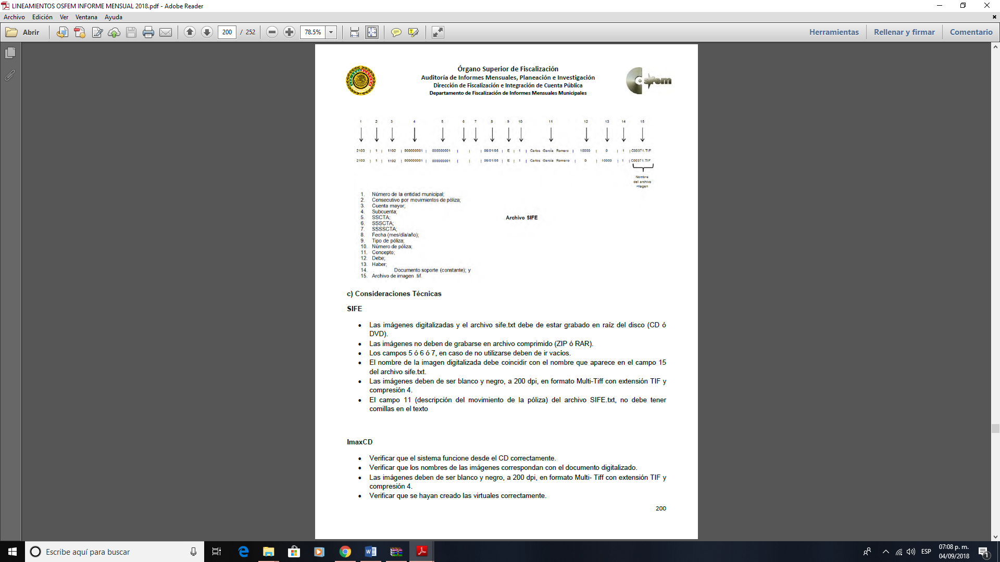 LINEAMIENTOS OSFEM INFORME MENSUAL 2018.pdf - Adobe Reader
Archivo Edición Ver Ventana Ayuda
Abrir 200 / 252 78.5% Herramientas Rellenar y firmar Comentario
Órgano Superior de Fiscalización
Auditoría de Informes Mensuales, Planeación e Investigación
Dirección de Fiscalización e Integración de Cuenta Pública
Departamento de Fiscalización de Informes Mensuales Municipales
sfem
1 2 3 4 5 6 7 8 9 10 11 12 13 14 15
2103 | 1 | 1102 | 000000001 | 000000001 | | | 06/01/05 | E | 1 | Carlos García Romero | 10000 | 0 | 1 | C00371.TIF
2103 | 1 | 1102 | 000000001 | 000000001 | | | 06/01/05 | E | 1 | Carlos García Romero | 0 | 10000 | 1 | C00371.TIF
Nombre
del archivo
imagen
1. Número de la entidad municipal;
2. Consecutivo por movimientos de póliza;
3. Cuenta mayor;
4. Subcuenta;
5. SSCTA;
6. SSSCTA;
7. SSSSCTA;
8. Fecha (mes/día/año);
9. Tipo de póliza;
10. Número de póliza;
11. Concepto;
12. Debe;
13. Haber;
14. Documento soporte (constante); y
15. Archivo de imagen .tif.
Archivo SIFE
c) Consideraciones Técnicas
SIFE
• Las imágenes digitalizadas y el archivo sife.txt debe de estar grabado en raíz del disco (CD ó
DVD).
• Las imágenes no deben de grabarse en archivo comprimido (ZIP ó RAR).
• Los campos 5 ó 6 ó 7, en caso de no utilizarse deben de ir vacíos.
• El nombre de la imagen digitalizada debe coincidir con el nombre que aparece en el campo 15
del archivo sife.txt.
• Las imágenes deben de ser blanco y negro, a 200 dpi, en formato Multi-Tiff con extensión TIF y
compresión 4.
• El campo 11 (descripción del movimiento de la póliza) del archivo SIFE.txt, no debe tener
comillas en el texto
ImaxCD
• Verificar que el sistema funcione desde el CD correctamente.
• Verificar que los nombres de las imágenes correspondan con el documento digitalizado.
• Las imágenes deben de ser blanco y negro, a 200 dpi, en formato Multi- Tiff con extensión TIF y
compresión 4.
• Verificar que se hayan creado las virtuales correctamente.
200
Escribe aquí para buscar
ESP
07:08 p. m.
04/09/2018
1